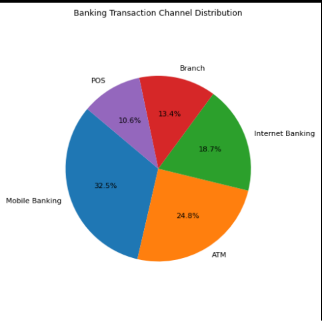 Banking Transaction Channel Distribution
Branch
POS
13.4%
10.6%
Internet Banking
18.7%
32.5%
Mobile Banking
24.8%
ATM